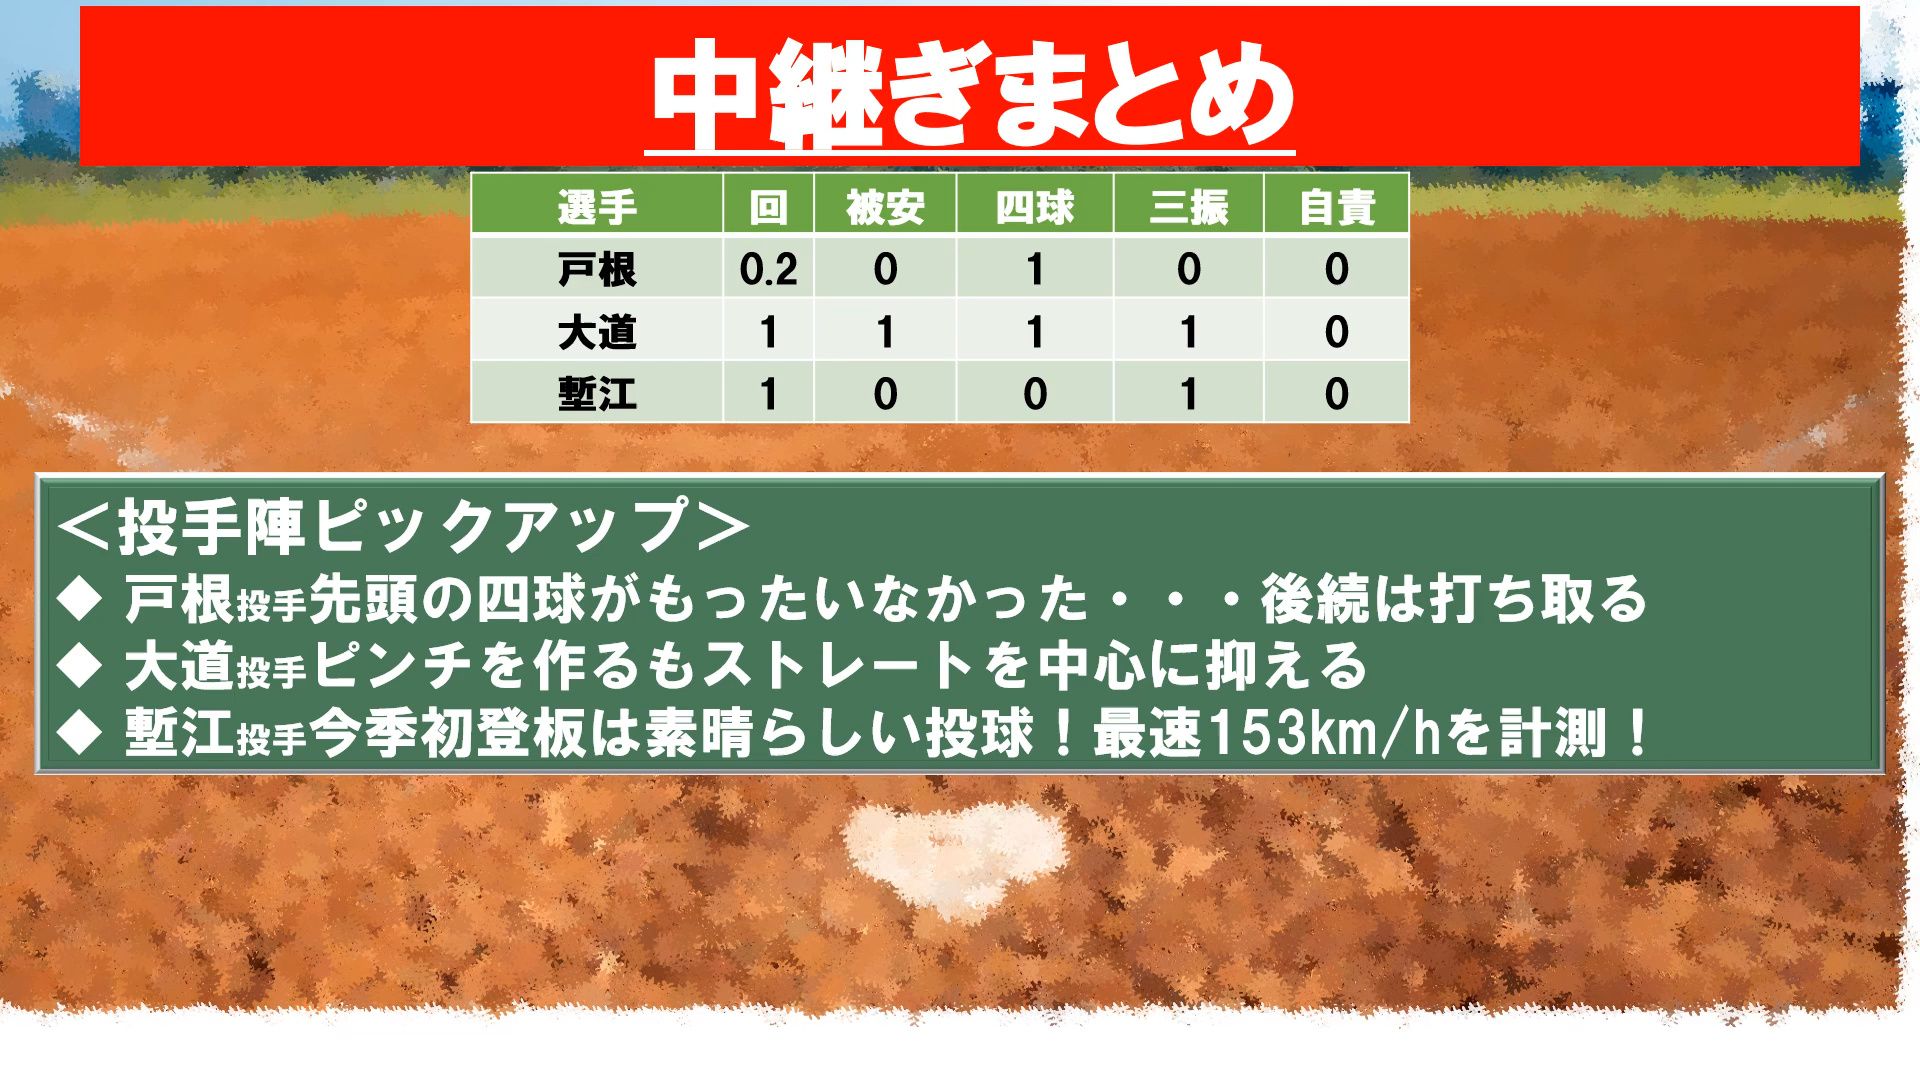 中継ぎまとめ
選手 回 被安 四球 三振 自責
戸根 0.2 0 1 0 0
大道 1 1 1 1 0
塹江 1 0 0 1 0
＜投手陣ピックアップ＞
◆ 戸根投手先頭の四球がもったいなかった・・・後続は打ち取る
◆ 大道投手ピンチを作るもストレートを中心に抑える
◆ 塹江投手今季初登板は素晴らしい投球！最速153km/hを計測！